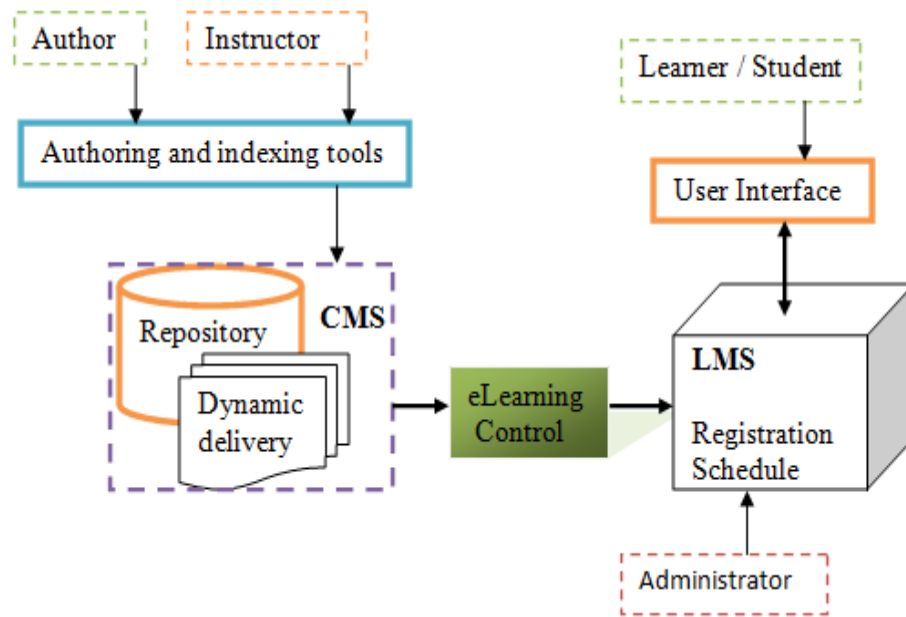 Author
Instructor
Learner / Student
Authoring and indexing tools
User Interface
Repository
CMS
Dynamic
delivery
eLearning
Control
LMS
Registration
Schedule
Administrator